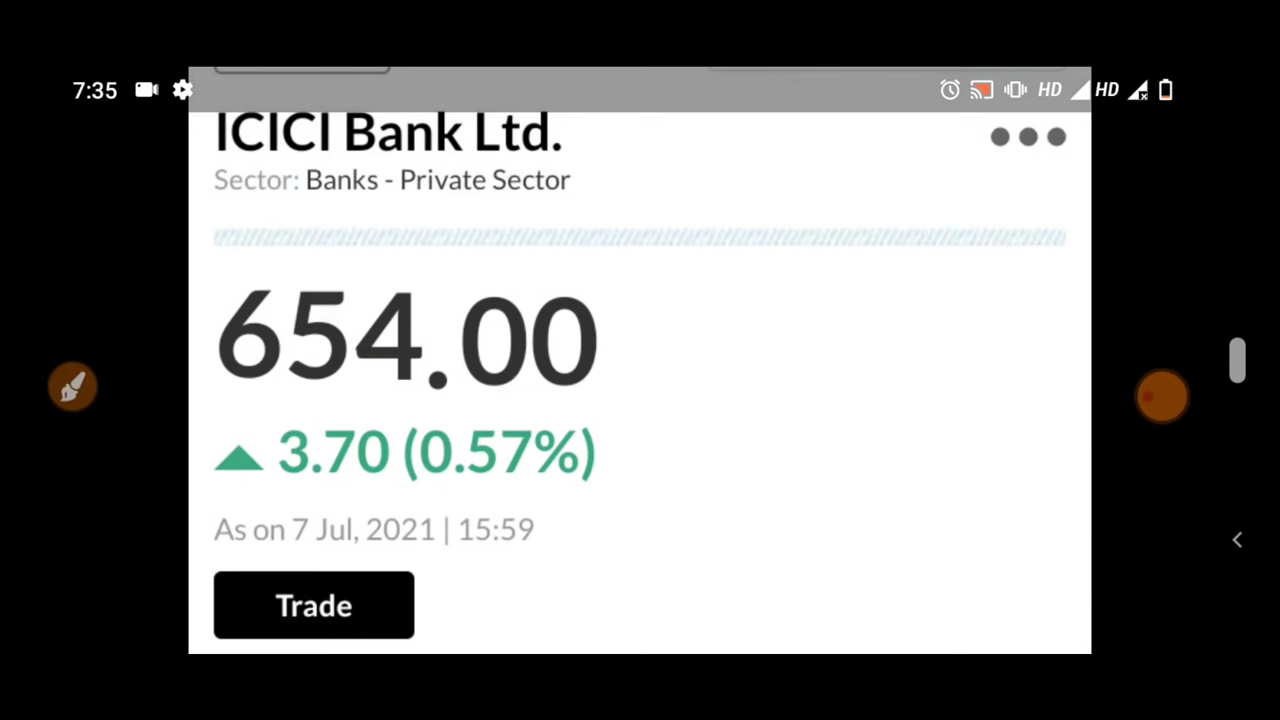 7:35 HD HD
ICICI Bank Ltd.
Sector: Banks - Private Sector
654.00
3.70 (0.57%)
As on 7 Jul, 2021 | 15:59
Trade